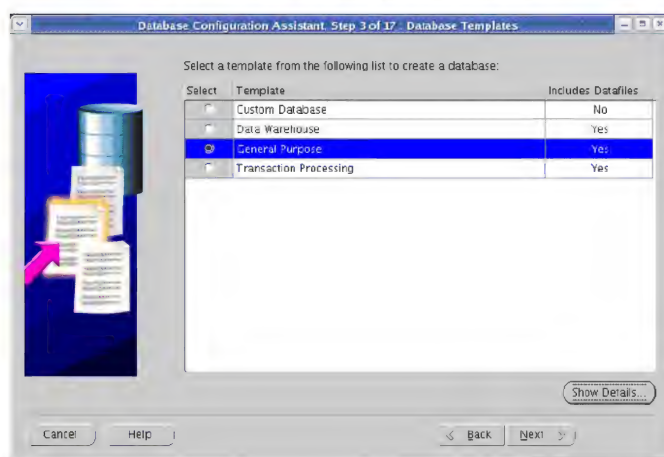 Database Configuration Assistant, Step 3 of 17 : Database Templates
Select a template from the following list to create a database:
Select Template Includes Datafiles
Custom Database No
Data Warehouse Yes
General Purpose Yes
Transaction Processing Yes
Show Details...
Cancel Help Back Next